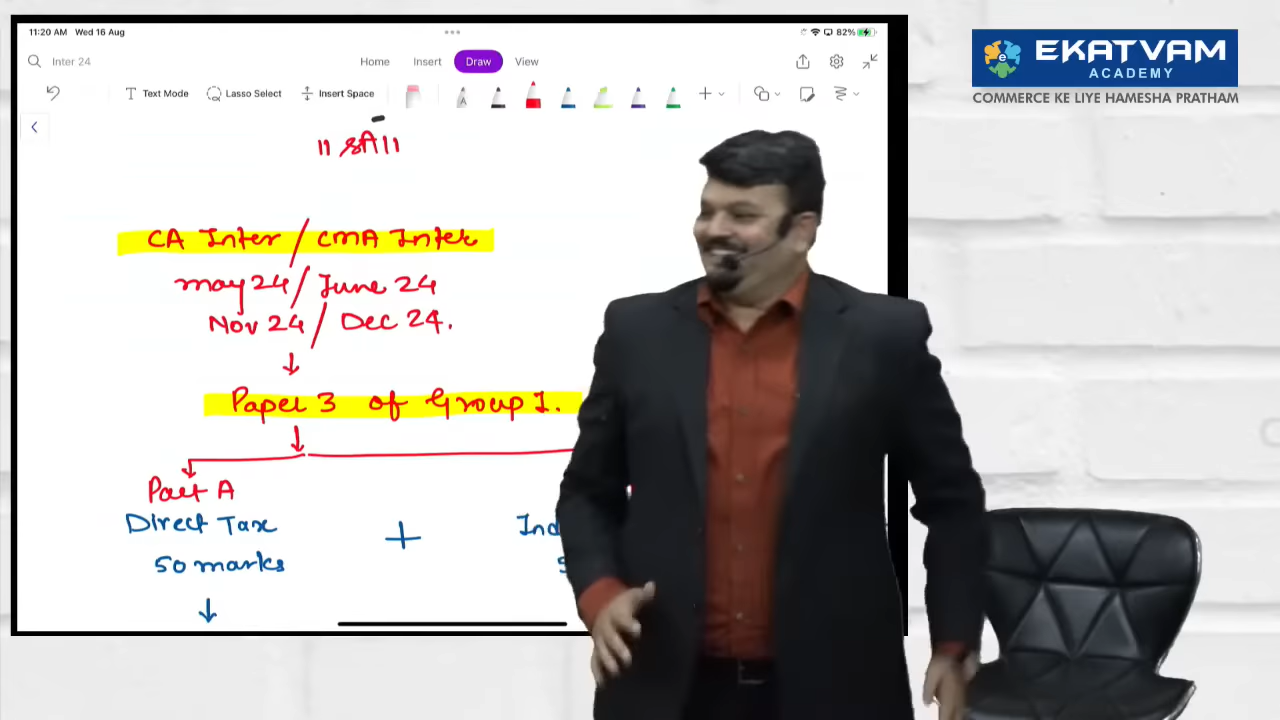 11:20 AM Wed 16 Aug
82%
Inter 24
Home Insert Draw View
Text Mode Lasso Select Insert Space
CA Inter / CMA Inter
may 24 / June 24
Nov 24 / Dec 24.
Paper 3 of Group I.
Part A
Direct Tax
50 marks
+
Ind
5
EKATVAM
ACADEMY
COMMERCE KE LIYE HAMESHA PRATHAM